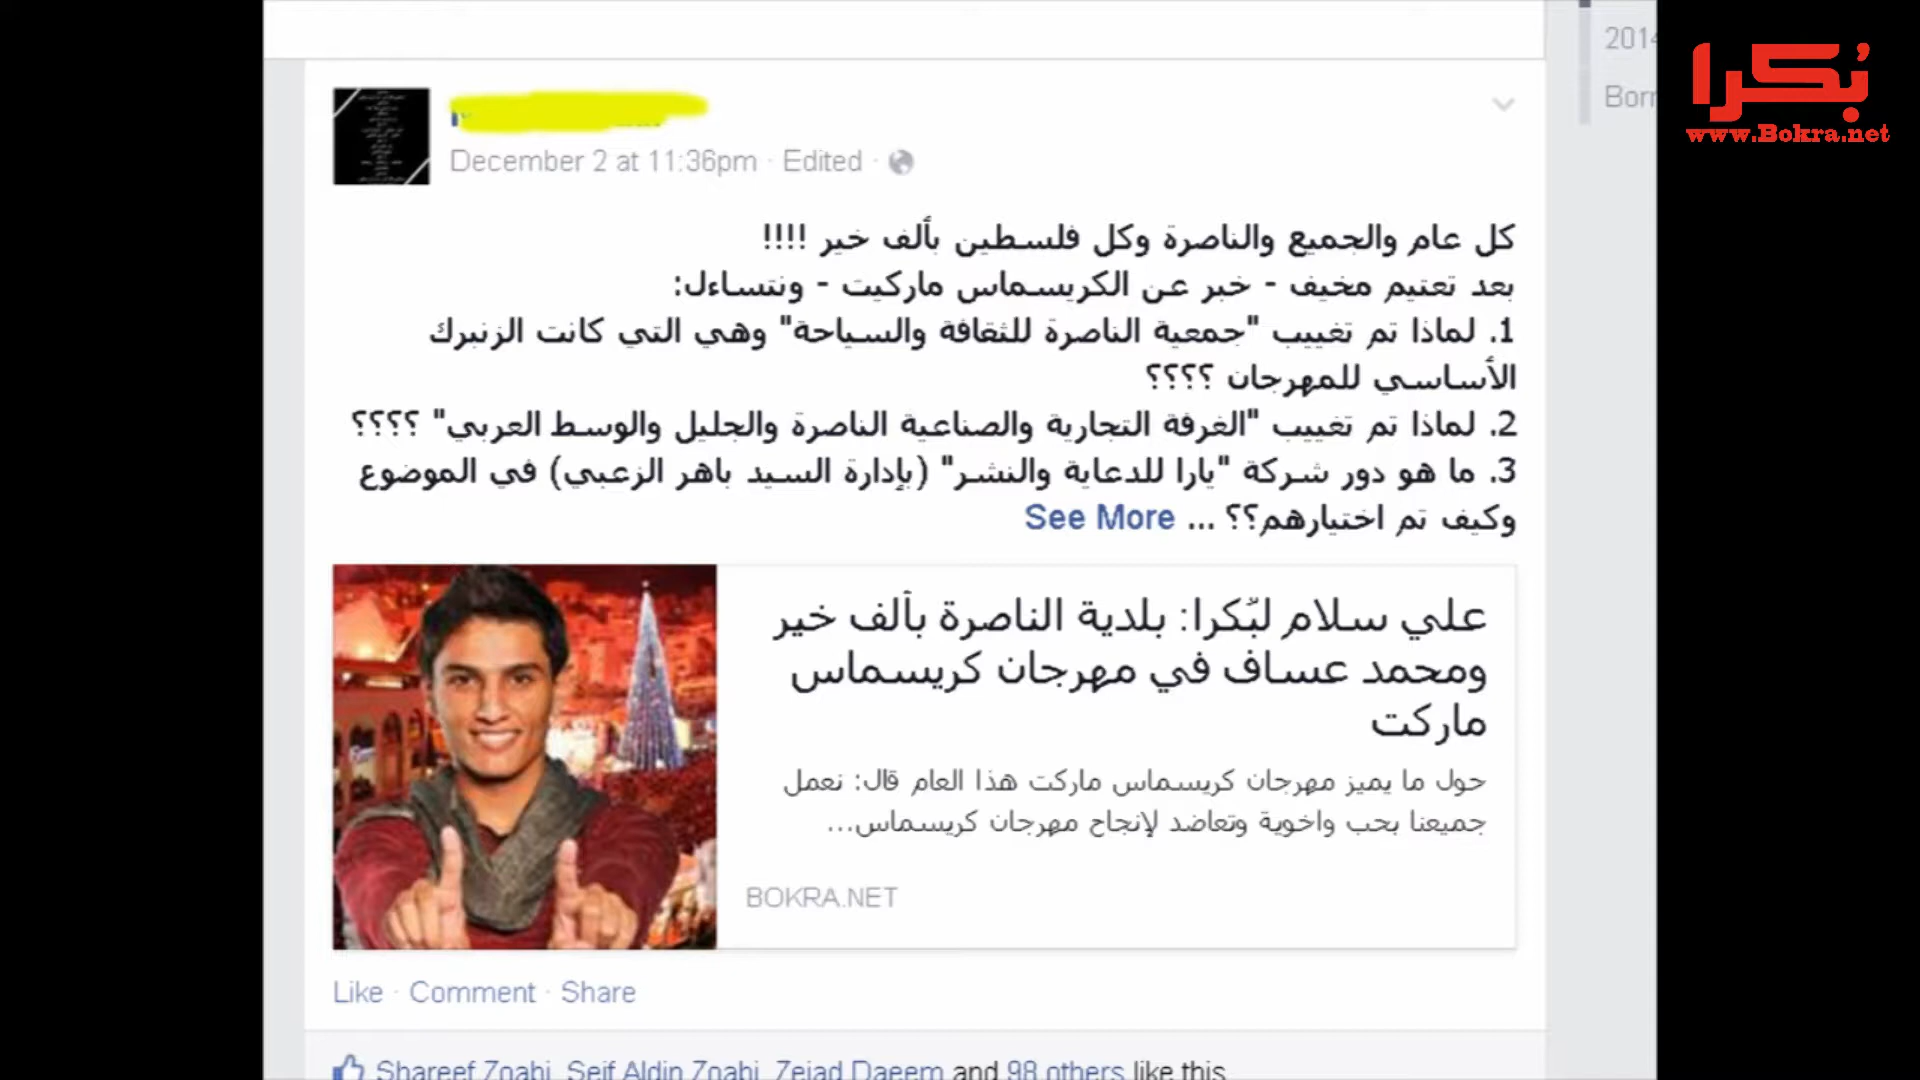 2014
Born
بُكرا
www.Bokra.net
December 2 at 11:36pm · Edited ·
كل عام والجميع والناصرة وكل فلسطين بألف خير !!!!
بعد تعتيم مخيف - خبر عن الكريسماس ماركيت - ونتساءل:
1. لماذا تم تغييب "جمعية الناصرة للثقافة والسياحة" وهي التي كانت الزنبرك
الأساسي للمهرجان ؟؟؟؟
2. لماذا تم تغييب "الغرفة التجارية والصناعية الناصرة والجليل والوسط العربي" ؟؟؟؟
3. ما هو دور شركة "يارا للدعاية والنشر" (بإدارة السيد باهر الزعبي) في الموضوع
وكيف تم اختيارهم؟؟ ... See More
علي سلام لبّكرا: بلدية الناصرة بألف خير
ومحمد عساف في مهرجان كريسماس
ماركت
حول ما يميز مهرجان كريسماس ماركت هذا العام قال: نعمل
جميعنا بحب واخوية وتعاضد لإنجاح مهرجان كريسماس...
BOKRA.NET
Like · Comment · Share
Shareef Zoabi, Seif Aldin Zoabi, Zeiad Daeem and 98 others like this